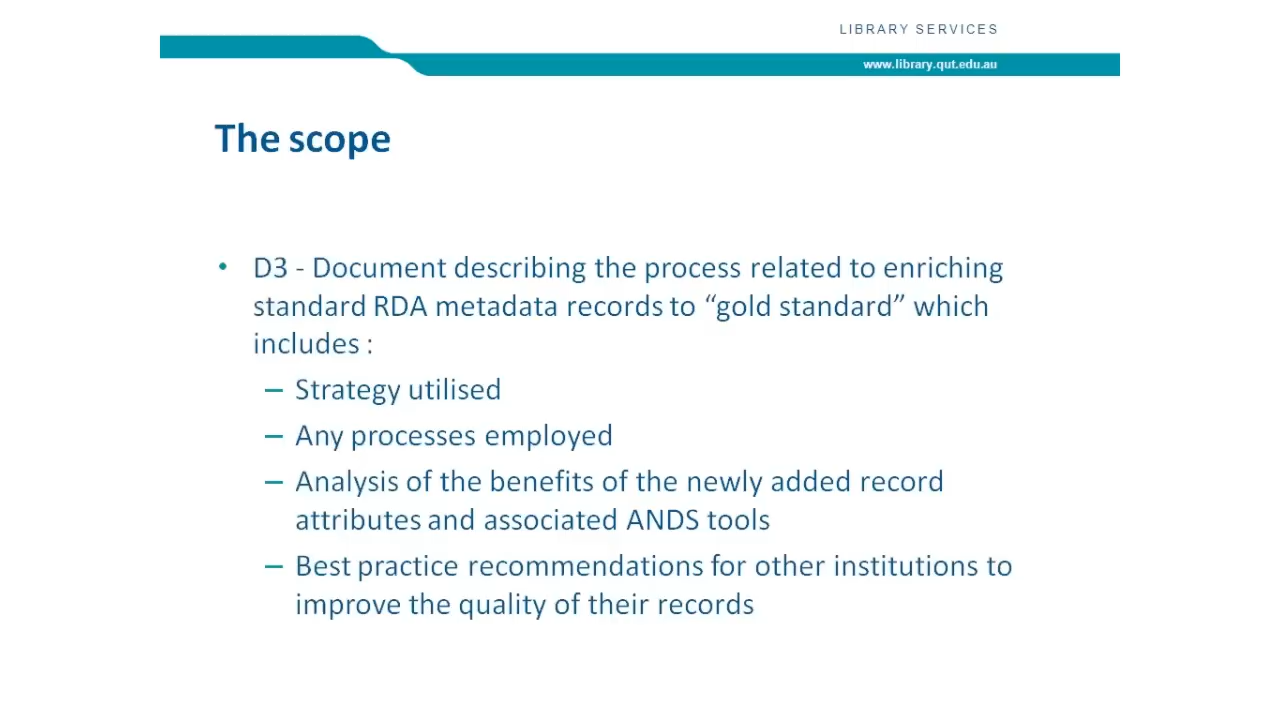 LIBRARY SERVICES
www.library.qut.edu.au
The scope
• D3 - Document describing the process related to enriching
standard RDA metadata records to “gold standard” which
includes :
– Strategy utilised
– Any processes employed
– Analysis of the benefits of the newly added record
attributes and associated ANDS tools
– Best practice recommendations for other institutions to
improve the quality of their records